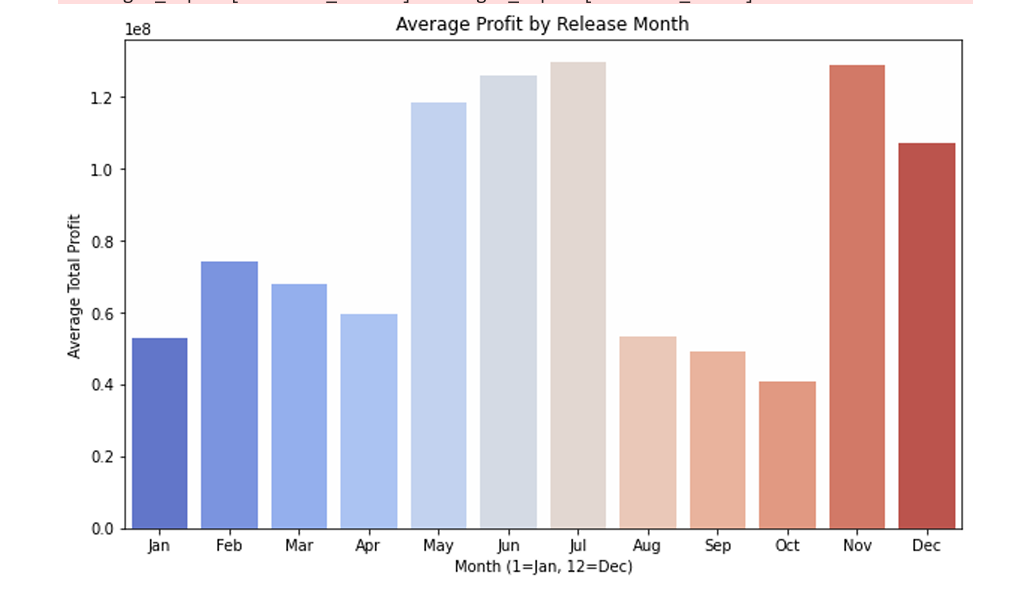 Average Profit by Release Month
1e8
1.2
1.0
0.8
0.6
0.4
0.2
0.0
Average Total Profit
Jan Feb Mar Apr May Jun Jul Aug Sep Oct Nov Dec
Month (1=Jan, 12=Dec)